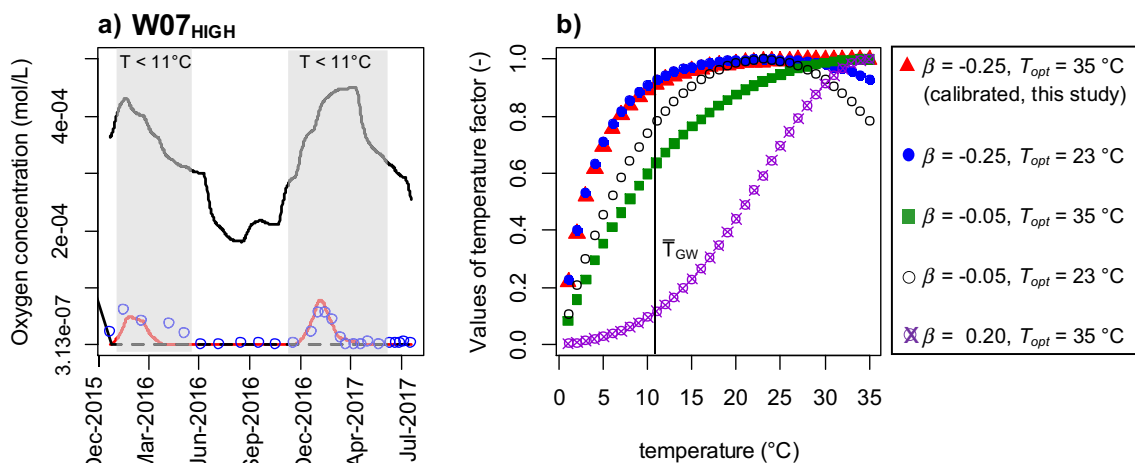 a) W07HIGH
T < 11°C
T < 11°C
Oxygen concentration (mol/L)
4e-04
2e-04
3.13e-07
Dec-2015
Mar-2016
Jun-2016
Sep-2016
Dec-2016
Apr-2017
Jul-2017
b)
Values of temperature factor (-)
1.0
0.8
0.6
0.4
0.2
0.0
T̅GW
0
5
10
15
20
25
30
35
temperature (°C)
β = -0.25, Topt = 35 °C
(calibrated, this study)
β = -0.25, Topt = 23 °C
β = -0.05, Topt = 35 °C
β = -0.05, Topt = 23 °C
β = 0.20, Topt = 35 °C